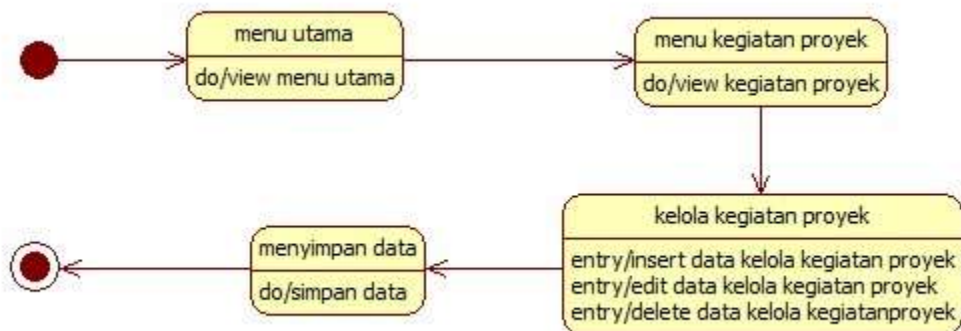 menu utama
do/view menu utama
menu kegiatan proyek
do/view kegiatan proyek
kelola kegiatan proyek
entry/insert data kelola kegiatan proyek
entry/edit data kelola kegiatan proyek
entry/delete data kelola kegiatanproyek
menyimpan data
do/simpan data